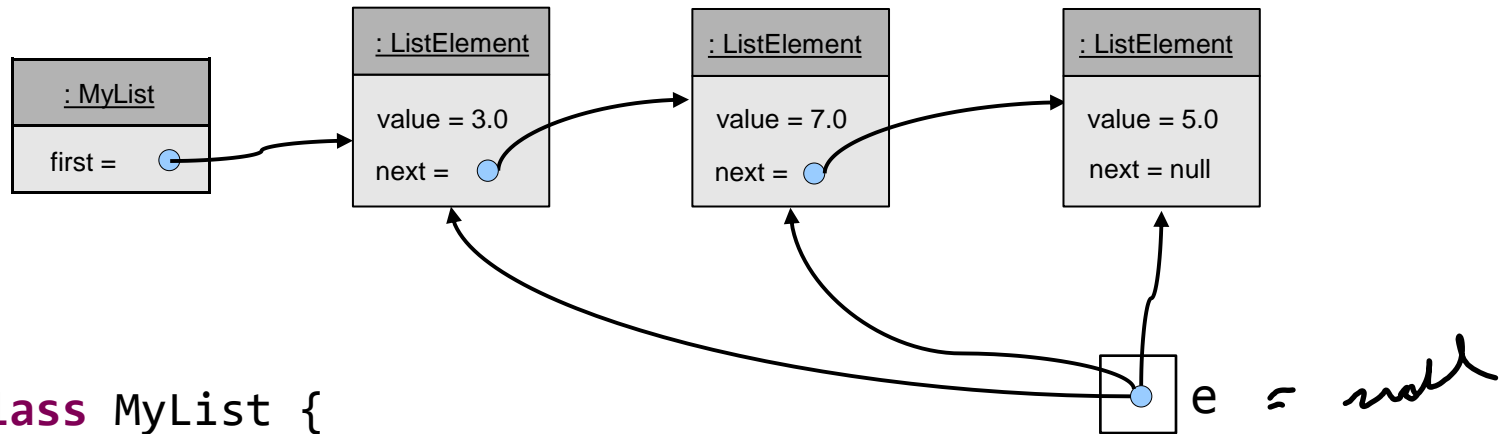 : MyList
first =
: ListElement
value = 3.0
next =
: ListElement
value = 7.0
next =
: ListElement
value = 5.0
next = null
e = null
lass MyList {